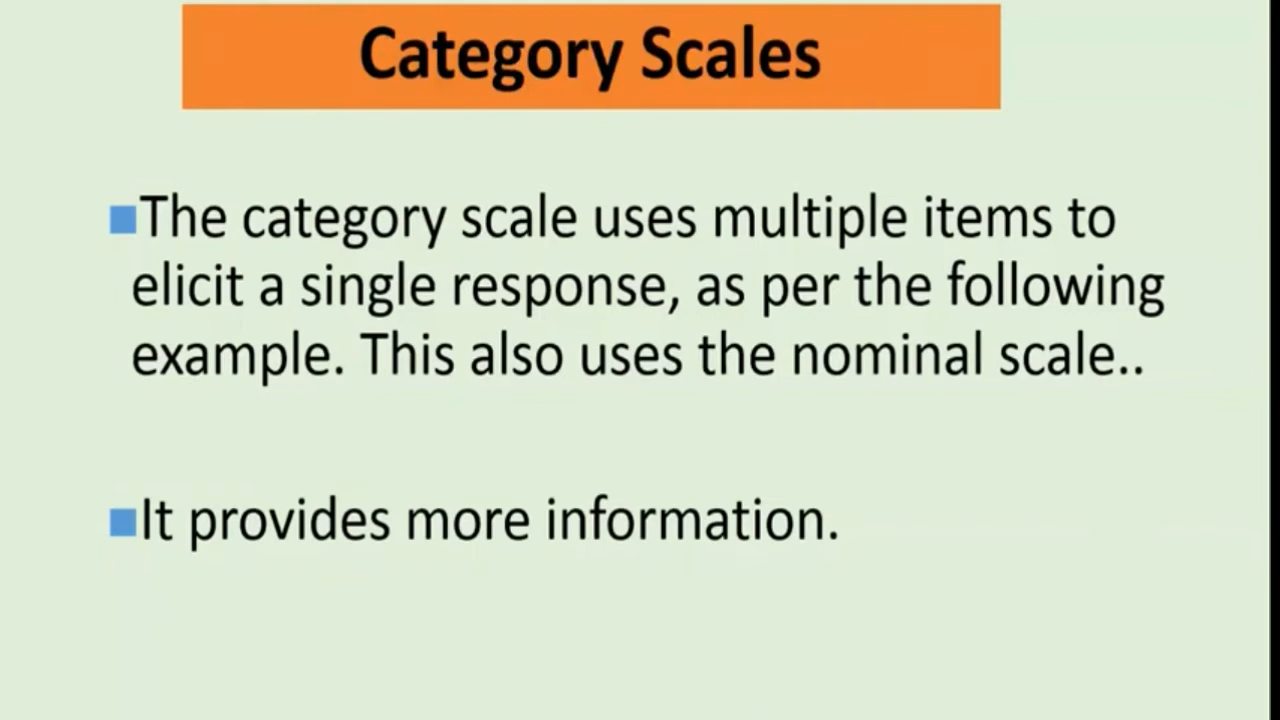 Category Scales
The category scale uses multiple items to
elicit a single response, as per the following
example. This also uses the nominal scale..
It provides more information.